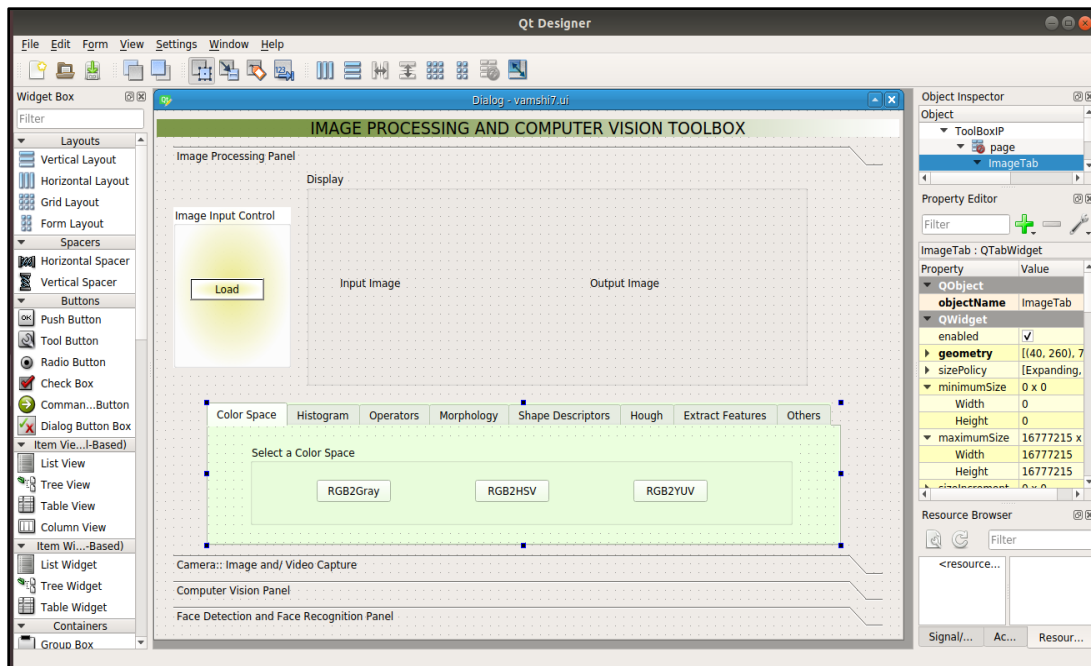 Qt Designer
File Edit Form View Settings Window Help
Widget Box
Filter
Layouts
Vertical Layout
Horizontal Layout
Grid Layout
Form Layout
Spacers
Horizontal Spacer
Vertical Spacer
Buttons
Push Button
Tool Button
Radio Button
Check Box
Comman...Button
Dialog Button Box
Item Vie...l-Based)
List View
Tree View
Table View
Column View
Item Wi...-Based)
List Widget
Tree Widget
Table Widget
Containers
Group Box
Dialog - vamshi7.ui
IMAGE PROCESSING AND COMPUTER VISION TOOLBOX
Image Processing Panel
Display
Image Input Control
Load
Input Image Output Image
Color Space Histogram Operators Morphology Shape Descriptors Hough Extract Features Others
Select a Color Space
RGB2Gray RGB2HSV RGB2YUV
Camera:: Image and/ Video Capture
Computer Vision Panel
Face Detection and Face Recognition Panel
Object Inspector
Object
ToolBoxIP
page
ImageTab
Property Editor
Filter
ImageTab : QTabWidget
Property Value
QObject
objectName ImageTab
QWidget
enabled
geometry [(40, 260), 7
sizePolicy [Expanding,
minimumSize 0 x 0
Width 0
Height 0
maximumSize 16777215 x
Width 16777215
Height 16777215
sizeIncrement 0 x 0
Resource Browser
Filter
<resource...
Signal/... Ac... Resour...